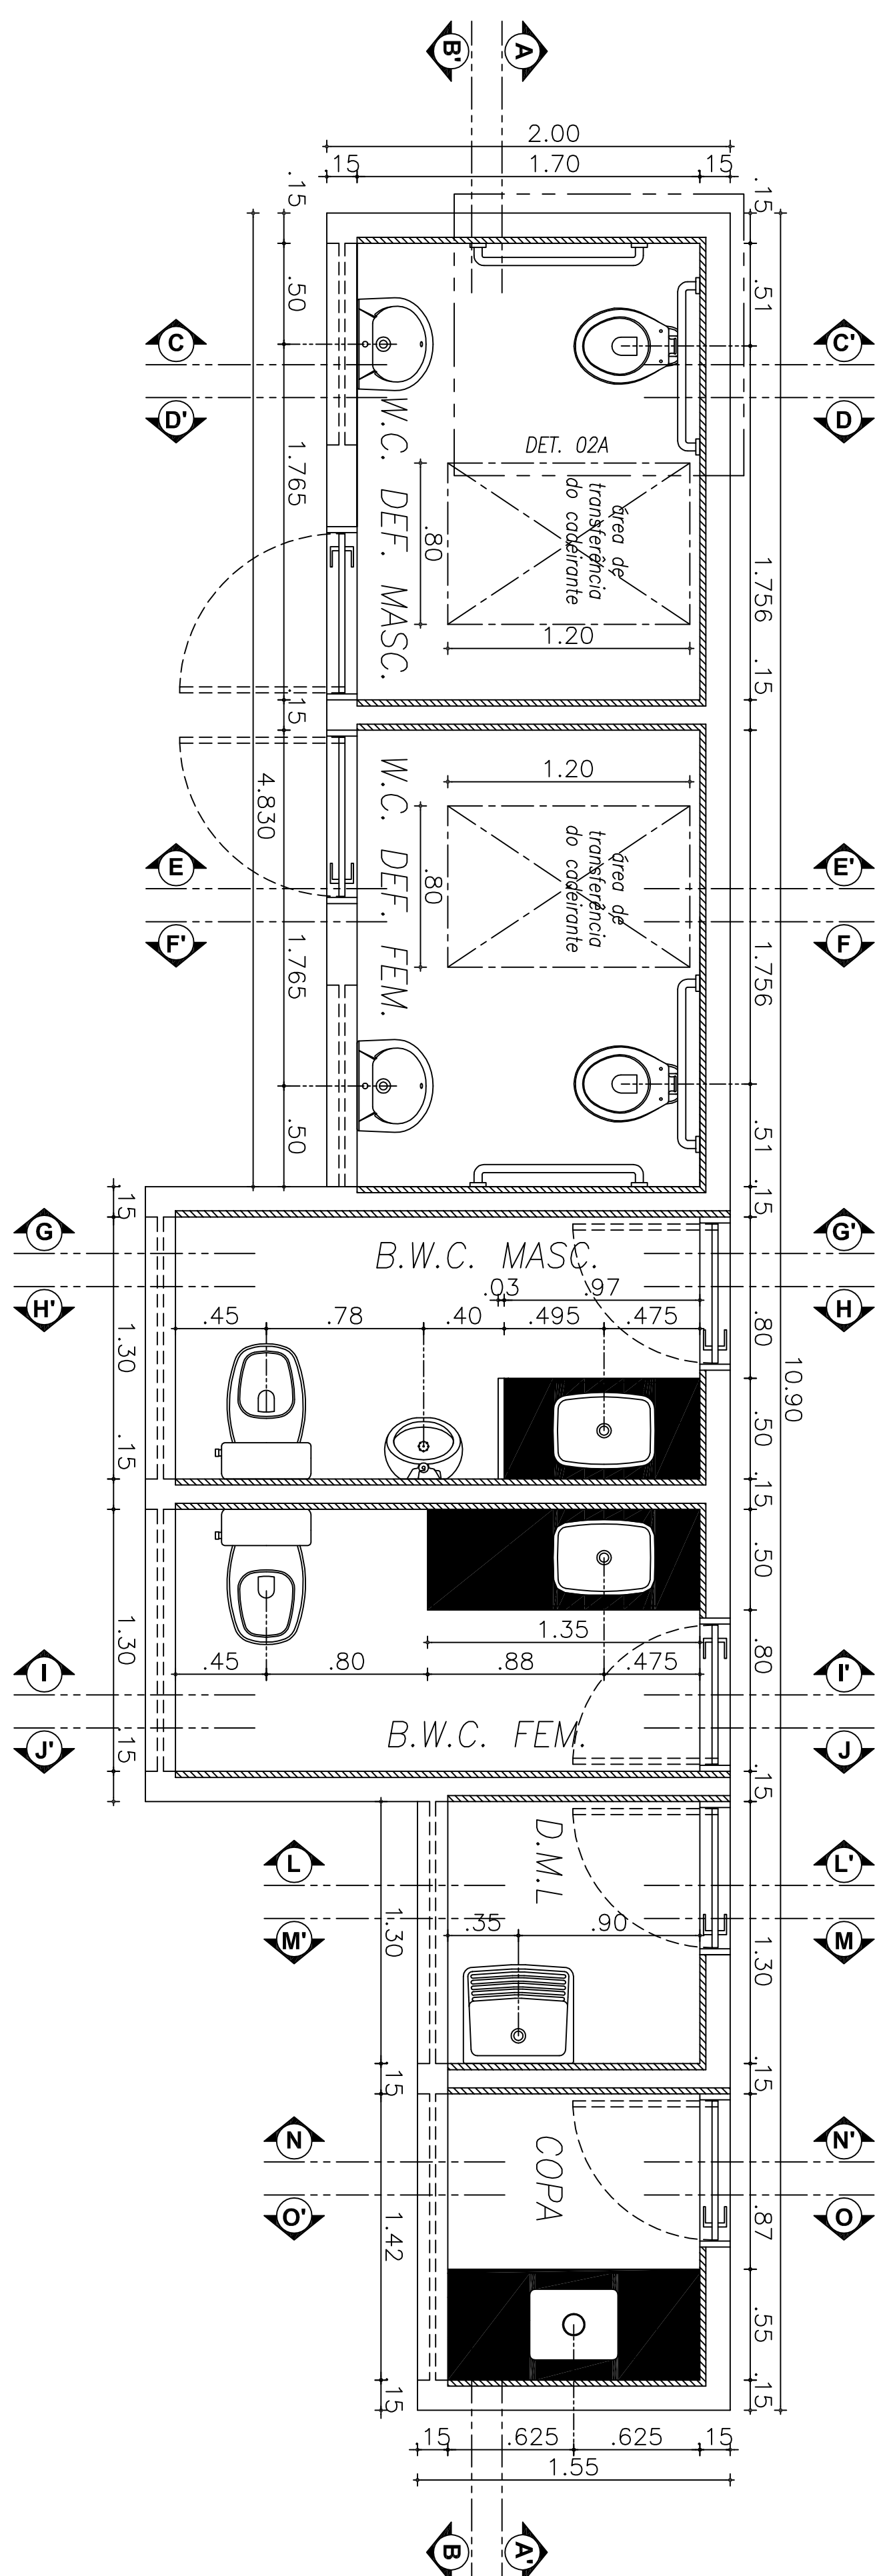 B'
A
2.00
.15
1.70
.15
.15
.15
.50
.51
C
C'
D'
D
DET. 02A
W.C. DEF. MASC.
1.765
.80
área de
transferência
do cadeirante
1.20
1.756
.15
.15
4.830
W.C. DEF. FEM.
1.20
.80
área de
transferência
do cadeirante
E
E'
F'
F
1.765
1.756
.50
.51
.15
.15
G
G'
B.W.C. MASC.
.03
.97
H'
H
.45
.78
.40
.495
.475
1.30
.80
10.90
.50
.15
.15
.50
1.35
.45
.80
.88
.475
1.30
.80
I
I'
B.W.C. FEM.
J'
J
.15
.15
D.M.L
L
L'
.35
.90
M'
M
1.30
1.30
.15
.15
N
N'
COPA
O'
O
1.42
.87
.55
.15
.15
.15
.625
.625
.15
1.55
B
A'